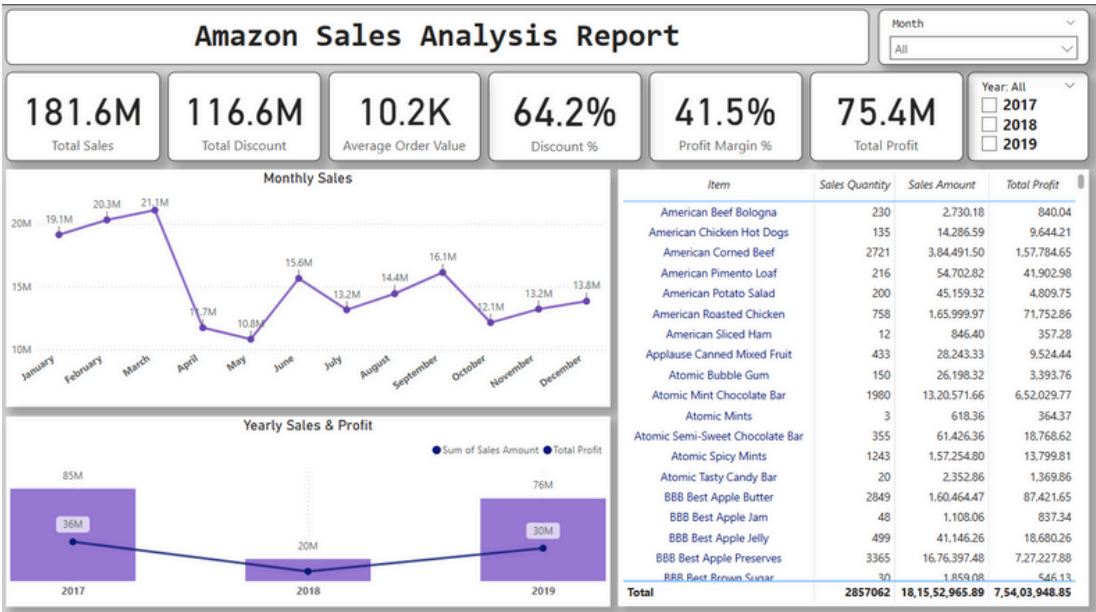 Amazon Sales Analysis Report
Month
All
181.6M
Total Sales
116.6M
Total Discount
10.2K
Average Order Value
64.2%
Discount %
41.5%
Profit Margin %
75.4M
Total Profit
Year: All
2017
2018
2019
Monthly Sales
20M
15M
10M
19.1M
20.3M
21.1M
11.7M
10.8M
15.6M
13.2M
14.4M
16.1M
12.1M
13.2M
13.8M
January
February
March
April
May
June
July
August
September
October
November
December
Yearly Sales & Profit
Sum of Sales Amount Total Profit
85M
36M
20M
76M
30M
2017
2018
2019
Item Sales Quantity Sales Amount Total Profit
American Beef Bologna 230 2,730.18 840.04
American Chicken Hot Dogs 135 14,286.59 9,644.21
American Corned Beef 2721 3,84,491.50 1,57,784.65
American Pimento Loaf 216 54,702.82 41,902.98
American Potato Salad 200 45,159.32 4,809.75
American Roasted Chicken 758 1,65,999.97 71,752.86
American Sliced Ham 12 846.40 357.28
Applause Canned Mixed Fruit 433 28,243.33 9,524.44
Atomic Bubble Gum 150 26,198.32 3,393.76
Atomic Mint Chocolate Bar 1980 13,20,571.66 6,52,029.77
Atomic Mints 3 618.36 364.37
Atomic Semi-Sweet Chocolate Bar 355 61,426.36 18,768.62
Atomic Spicy Mints 1243 1,57,254.80 13,799.81
Atomic Tasty Candy Bar 20 2,352.86 1,369.86
BBB Best Apple Butter 2849 1,60,464.47 87,421.65
BBB Best Apple Jam 48 1,108.06 837.34
BBB Best Apple Jelly 499 41,146.26 18,680.26
BBB Best Apple Preserves 3365 16,76,397.48 7,27,227.88
BBB Best Brown Sugar 30 1,859.08 546.13
Total 2857062 18,15,52,965.89 7,54,03,948.85